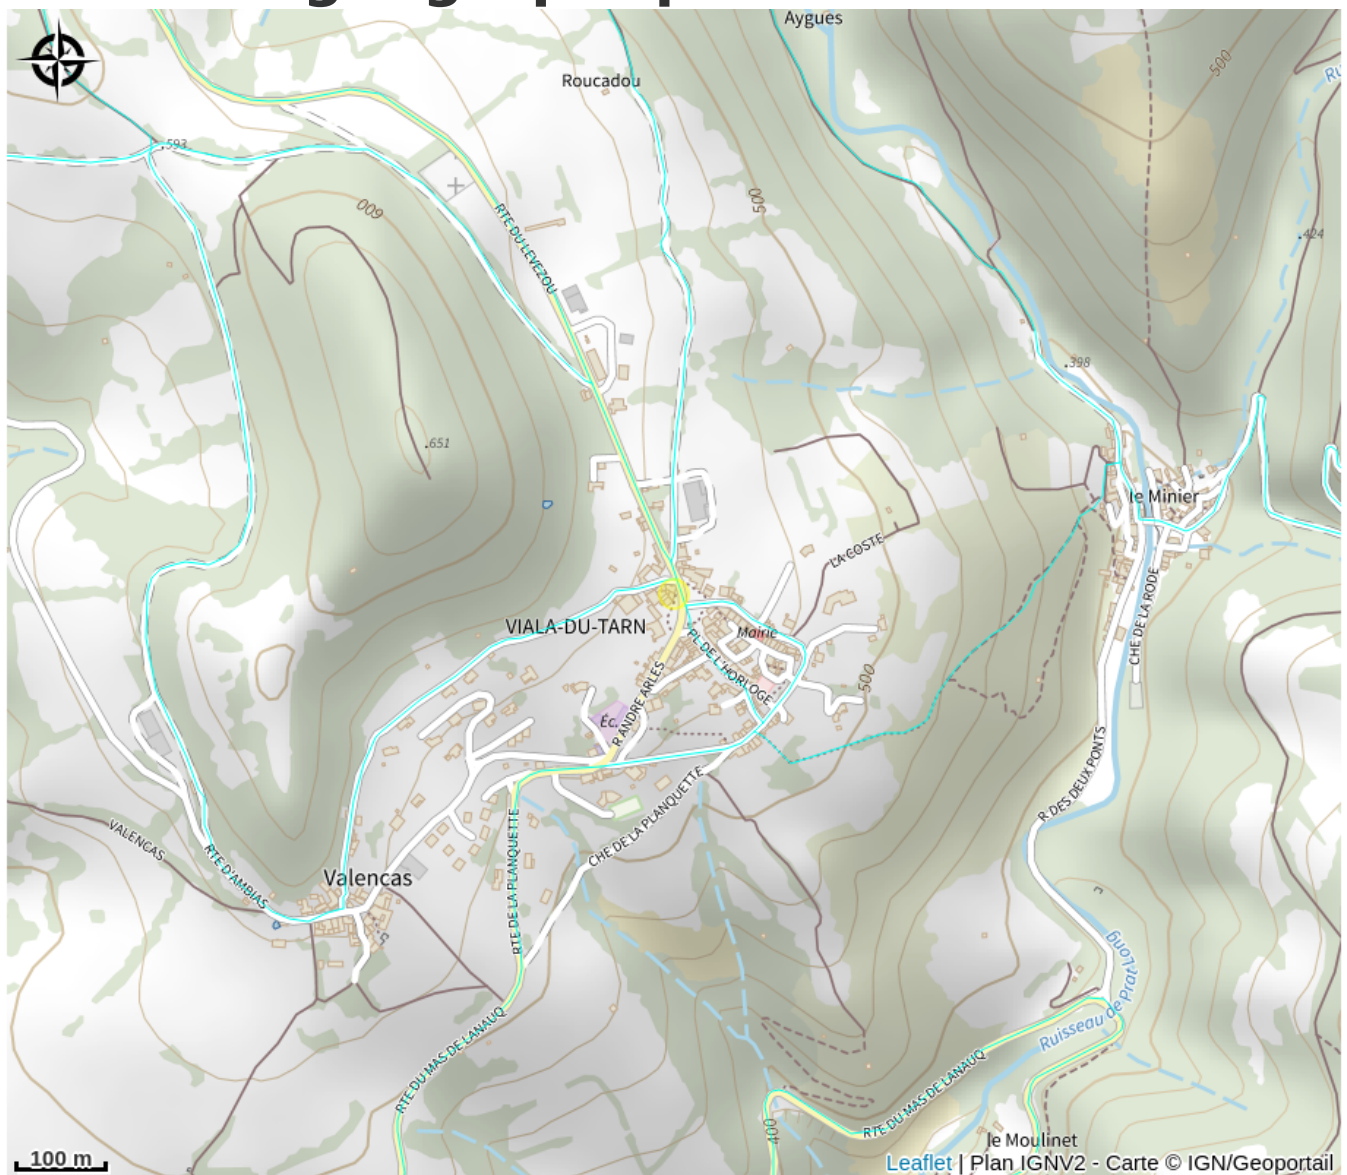 Aygues
Roucadou
500
Ru
593
600
500
424
RTE DU LEVEZOU
398
651
le Minier
LA COSTE
VIALA-DU-TARN
Mairie
PL DE L'HORLOGE
CHE DE LA RODE
500
R ANDRE ARLES
Éc.
R DES DEUX PONTS
CHE DE LA PLANQUETTE
VALENCAS
RTE D'AMBIAS
Valencas
RTE DE LA PLANQUETTE
Ruisseau de Prat Long
RTE DU MAS DE LANAUQ
RTE DU MAS DE LANAUQ
400
le Moulinet
100 m
Leaflet | Plan IGNV2 - Carte © IGN/Geoportail